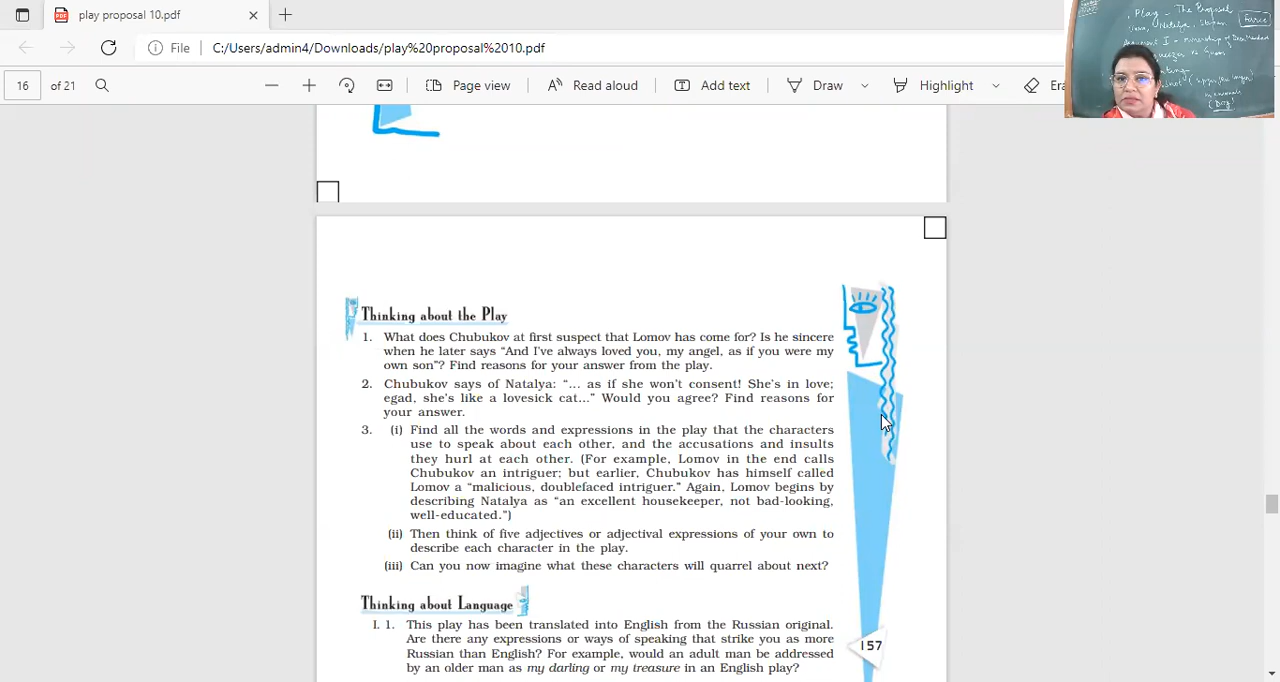 play proposal 10.pdf
File
C:/Users/admin4/Downloads/play%20proposal%2010.pdf
16
of 21
Page view
Read aloud
Add text
Draw
Highlight
Era
Play - The Proposal
Natalya
Farce
Thinking about the Play
1. What does Chubukov at first suspect that Lomov has come for? Is he sincere
when he later says “And I’ve always loved you, my angel, as if you were my
own son”? Find reasons for your answer from the play.
2. Chubukov says of Natalya: “... as if she won’t consent! She’s in love;
egad, she’s like a lovesick cat...” Would you agree? Find reasons for
your answer.
3. (i) Find all the words and expressions in the play that the characters
use to speak about each other, and the accusations and insults
they hurl at each other. (For example, Lomov in the end calls
Chubukov an intriguer; but earlier, Chubukov has himself called
Lomov a “malicious, doublefaced intriguer.” Again, Lomov begins by
describing Natalya as “an excellent housekeeper, not bad-looking,
well-educated.”)
(ii) Then think of five adjectives or adjectival expressions of your own to
describe each character in the play.
(iii) Can you now imagine what these characters will quarrel about next?
Thinking about Language
I. 1. This play has been translated into English from the Russian original.
Are there any expressions or ways of speaking that strike you as more
Russian than English? For example, would an adult man be addressed
by an older man as my darling or my treasure in an English play?
157